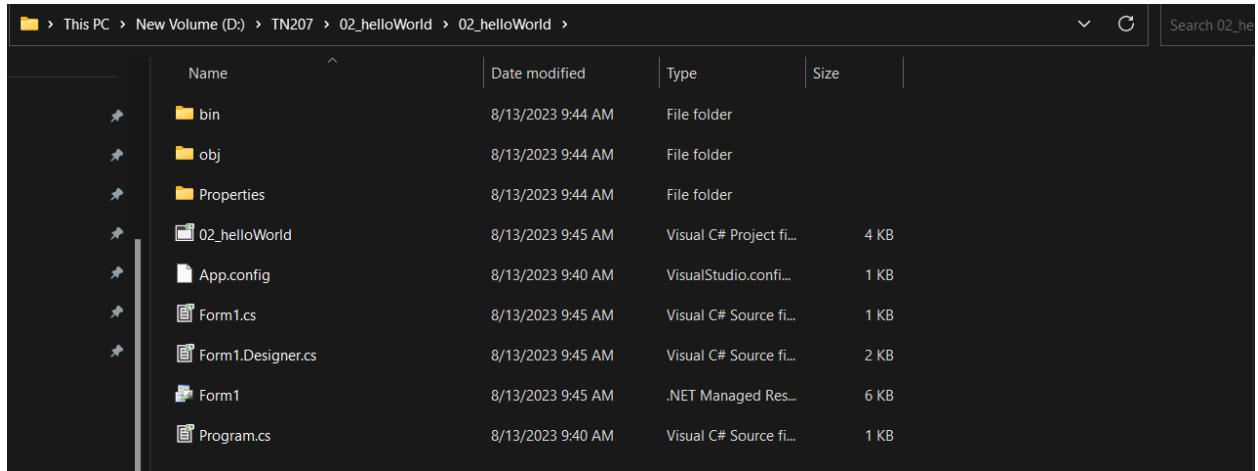 This PC > New Volume (D:) > TN207 > 02_helloWorld > 02_helloWorld >
Search 02_he
Name Date modified Type Size
bin 8/13/2023 9:44 AM File folder
obj 8/13/2023 9:44 AM File folder
Properties 8/13/2023 9:44 AM File folder
02_helloWorld 8/13/2023 9:45 AM Visual C# Project fi... 4 KB
App.config 8/13/2023 9:40 AM VisualStudio.confi... 1 KB
Form1.cs 8/13/2023 9:45 AM Visual C# Source fi... 1 KB
Form1.Designer.cs 8/13/2023 9:45 AM Visual C# Source fi... 2 KB
Form1 8/13/2023 9:45 AM .NET Managed Res... 6 KB
Program.cs 8/13/2023 9:40 AM Visual C# Source fi... 1 KB